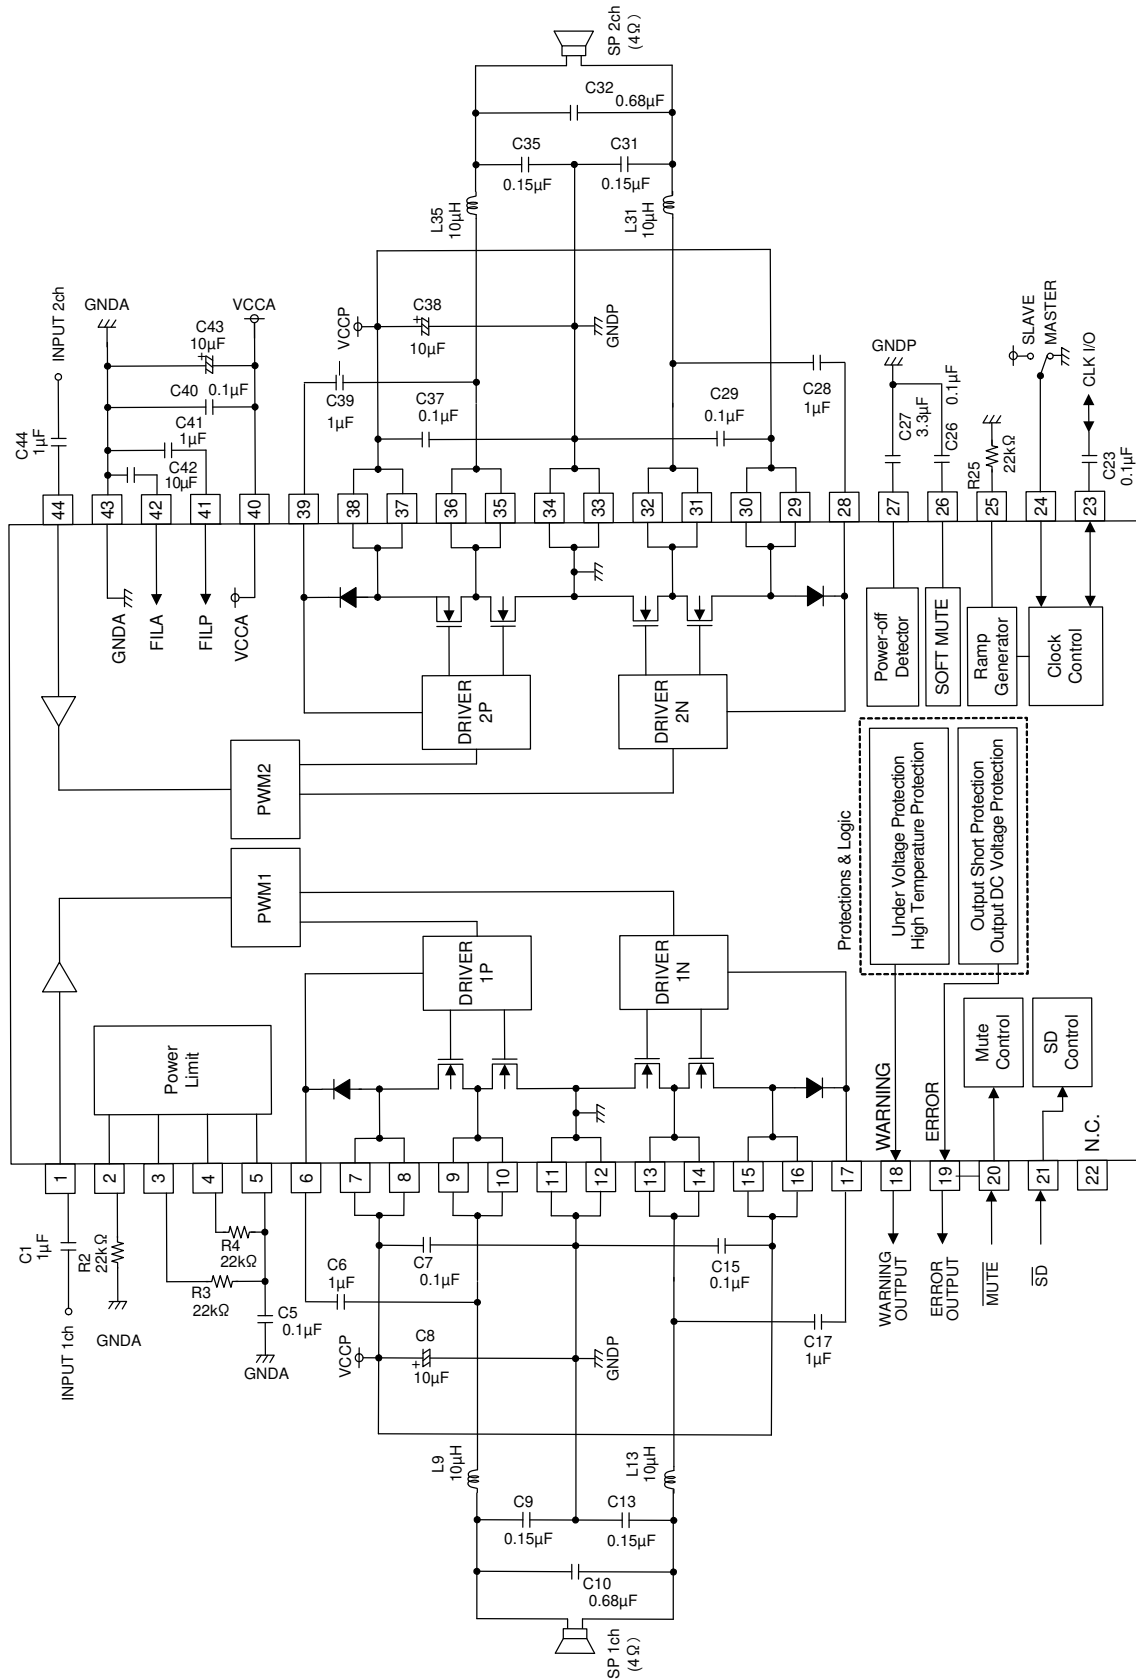 SP 2ch
(4Ω)
C32
0.68µF
C35
0.15µF
C31
0.15µF
L35
10µH
L31
10µH
INPUT 2ch
GNDA
VCCA
C44
1µF
C43
10µF
C40
0.1µF
C41
1µF
C42
10µF
VCCP
C38
10µF
GNDP
C39
1µF
C37
0.1µF
C29
0.1µF
C28
1µF
GNDP
C27
3.3µF
C26
0.1µF
R25
22kΩ
SLAVE
MASTER
CLK I/O
C23
0.1µF
44
43
42
41
40
39
38
37
36
35
34
33
32
31
30
29
28
27
26
25
24
23
GNDA
FILA
FILP
VCCA
DRIVER
2P
DRIVER
2N
Power-off
Detector
SOFT MUTE
Ramp
Generator
Clock
Control
PWM2
PWM1
Protections & Logic
Under Voltage Protection
High Temperature Protection
Output Short Protection
Output DC Voltage Protection
Power
Limit
DRIVER
1P
DRIVER
1N
WARNING
ERROR
Mute
Control
SD
Control
N.C.
1
2
3
4
5
6
7
8
9
10
11
12
13
14
15
16
17
18
19
20
21
22
C1
1µF
INPUT 1ch
R2
22kΩ
GNDA
R3
22kΩ
R4
22kΩ
C5
0.1µF
GNDA
C6
1µF
C7
0.1µF
C15
0.1µF
C17
1µF
VCCP
C8
10µF
GNDP
WARNING
OUTPUT
ERROR
OUTPUT
MUTE
SD
L9
10µH
L13
10µH
C9
0.15µF
C13
0.15µF
C10
0.68µF
SP 1ch
(4Ω)